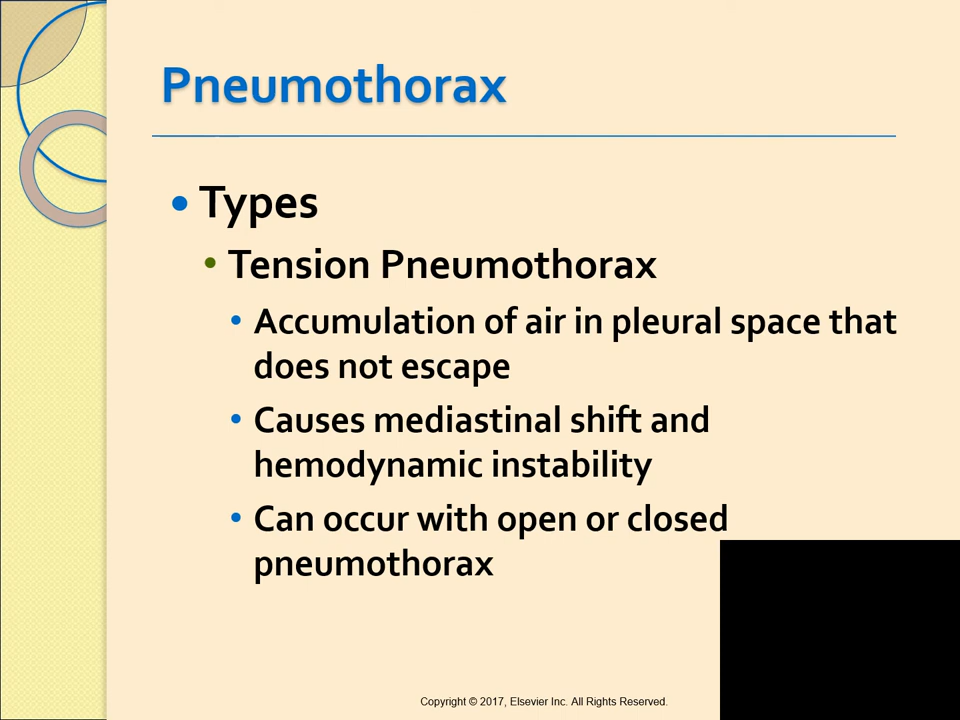 Pneumothorax
• Types
• Tension Pneumothorax
• Accumulation of air in pleural space that
does not escape
• Causes mediastinal shift and
hemodynamic instability
• Can occur with open or closed
pneumothorax
Copyright © 2017, Elsevier Inc. All Rights Reserved.